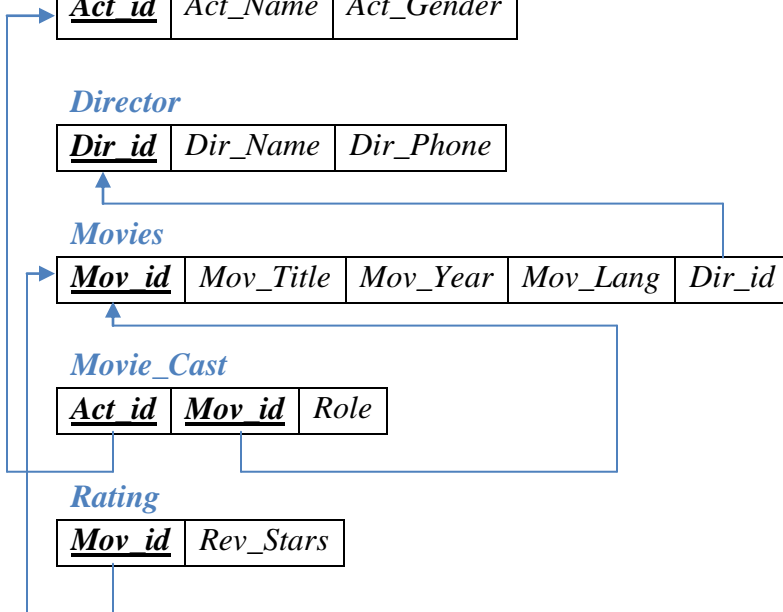 Act_id Act_Name Act_Gender
Director
Dir_id Dir_Name Dir_Phone
Movies
Mov_id Mov_Title Mov_Year Mov_Lang Dir_id
Movie_Cast
Act_id Mov_id Role
Rating
Mov_id Rev_Stars